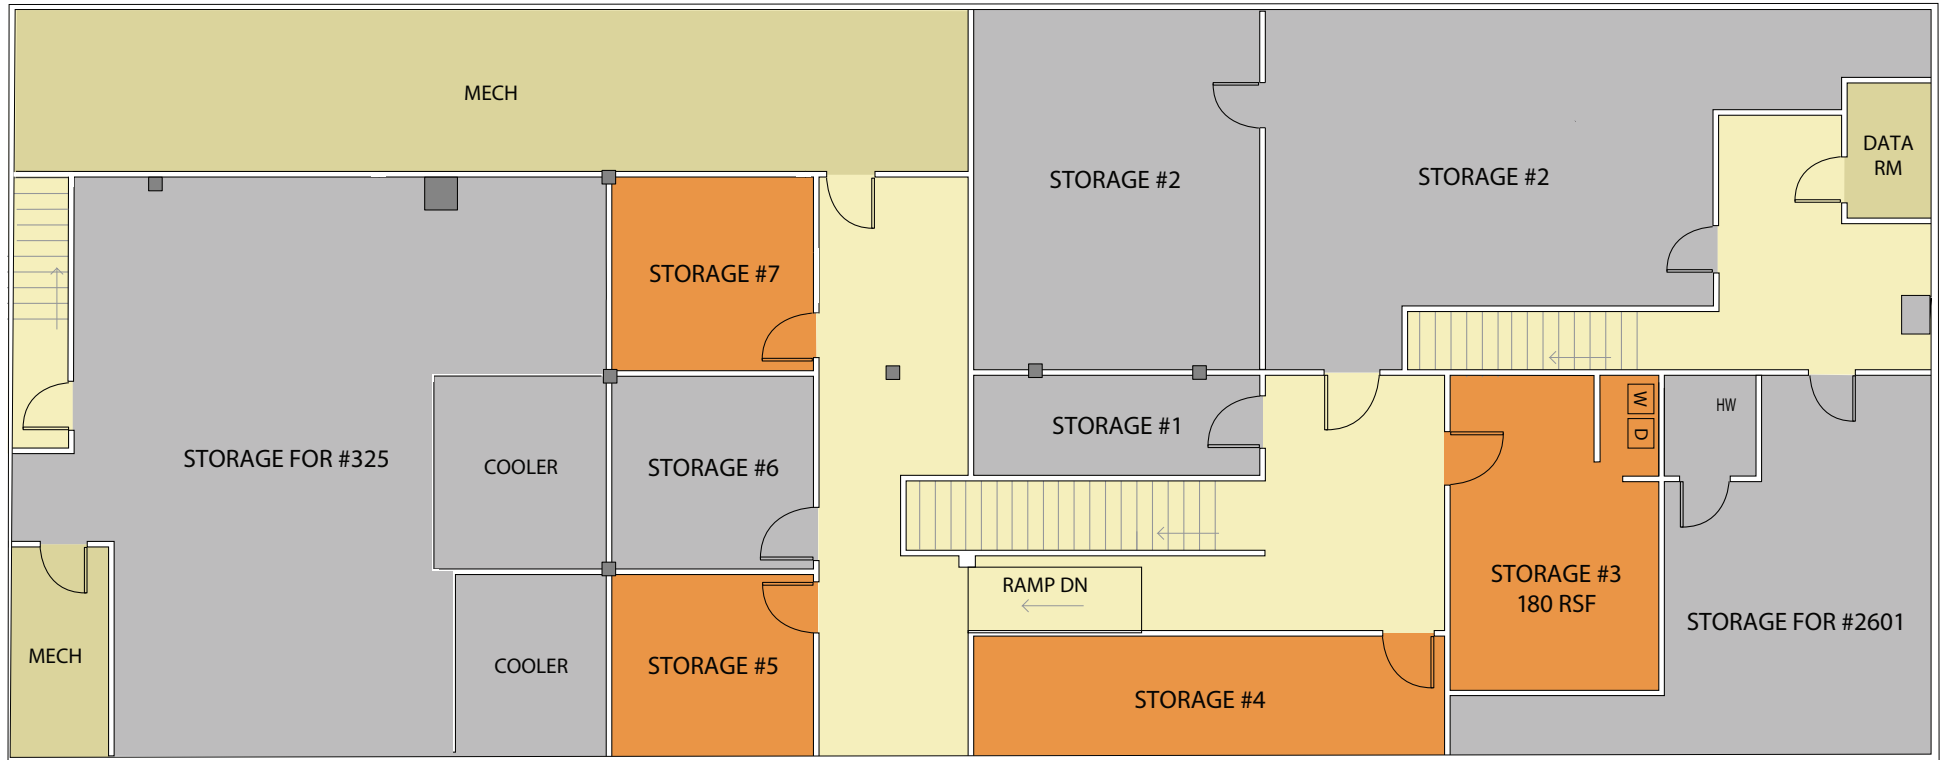 MECH
STORAGE #2
STORAGE #2
DATA
RM
STORAGE #7
STORAGE #1
W
D
HW
STORAGE FOR #325
COOLER
STORAGE #6
RAMP DN
STORAGE #3
180 RSF
STORAGE FOR #2601
MECH
COOLER
STORAGE #5
STORAGE #4